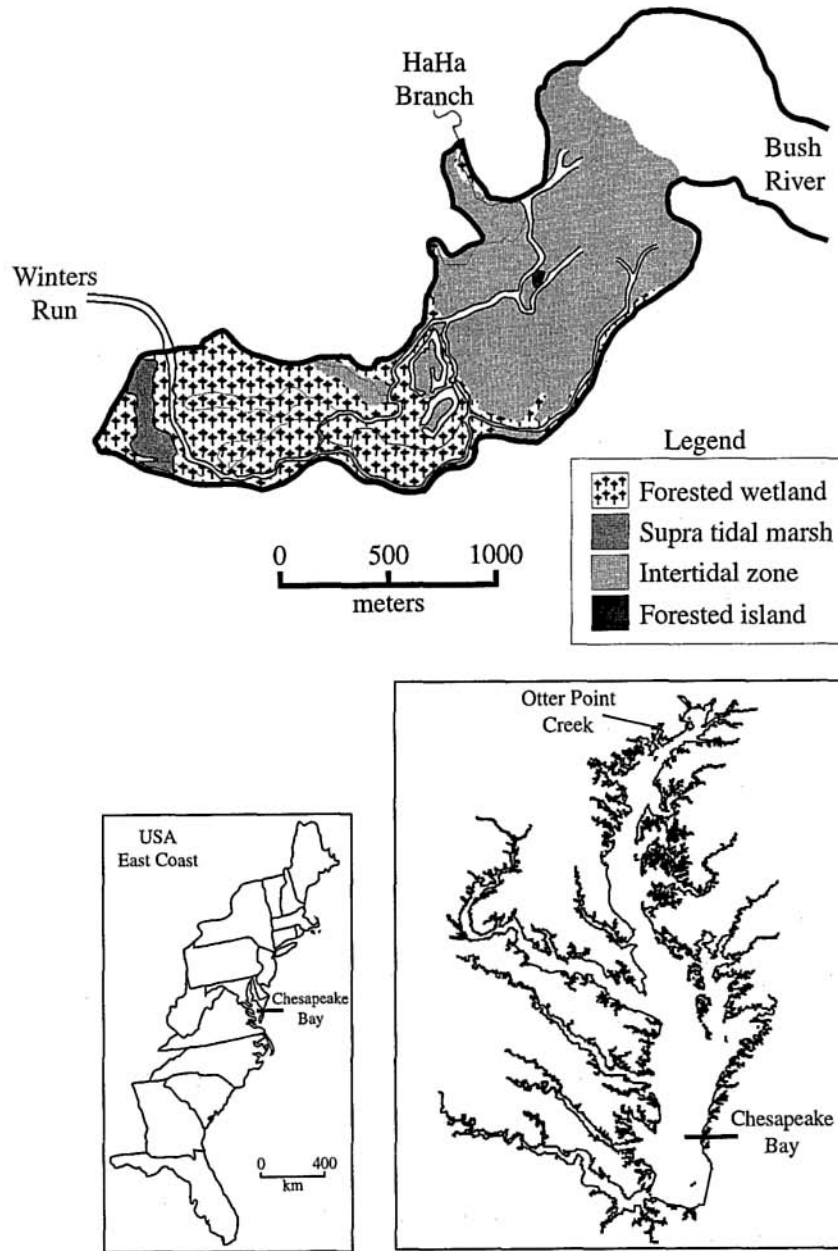 HaHa
Branch
Bush
River
Winters
Run
Legend
Forested wetland
Supra tidal marsh
Intertidal zone
Forested island
0 500 1000
meters
Otter Point
Creek
USA
East Coast
Chesapeake
Bay
0 400
km
Chesapeake
Bay